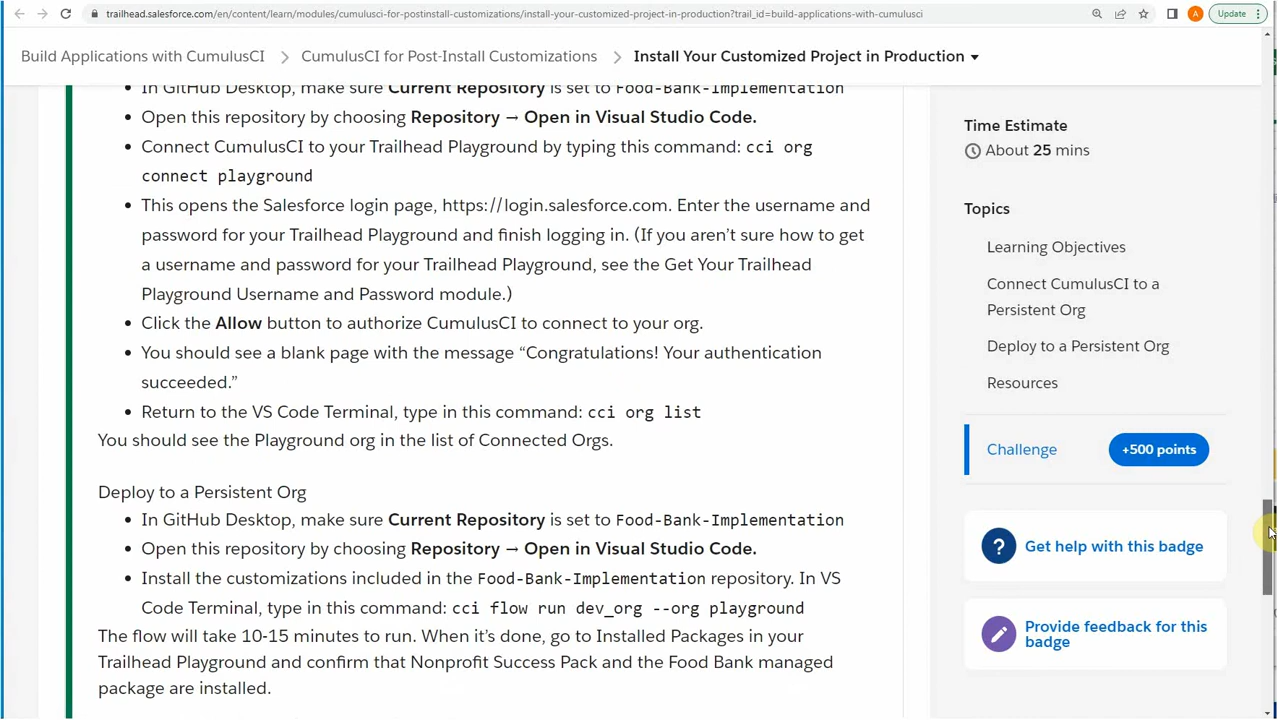 trailhead.salesforce.com/en/content/learn/modules/cumulusci-for-postinstall-customizations/install-your-customized-project-in-production?trail_id=build-applications-with-cumulusci
A
Update
Build Applications with CumulusCI
CumulusCI for Post-Install Customizations
Install Your Customized Project in Production
• In GitHub Desktop, make sure Current Repository is set to Food-Bank-Implementation
• Open this repository by choosing Repository → Open in Visual Studio Code.
• Connect CumulusCI to your Trailhead Playground by typing this command: cci org
connect playground
• This opens the Salesforce login page, https://login.salesforce.com. Enter the username and
password for your Trailhead Playground and finish logging in. (If you aren't sure how to get
a username and password for your Trailhead Playground, see the Get Your Trailhead
Playground Username and Password module.)
• Click the Allow button to authorize CumulusCI to connect to your org.
• You should see a blank page with the message “Congratulations! Your authentication
succeeded.”
• Return to the VS Code Terminal, type in this command: cci org list
You should see the Playground org in the list of Connected Orgs.
Deploy to a Persistent Org
• In GitHub Desktop, make sure Current Repository is set to Food-Bank-Implementation
• Open this repository by choosing Repository → Open in Visual Studio Code.
• Install the customizations included in the Food-Bank-Implementation repository. In VS
Code Terminal, type in this command: cci flow run dev_org --org playground
The flow will take 10-15 minutes to run. When it's done, go to Installed Packages in your
Trailhead Playground and confirm that Nonprofit Success Pack and the Food Bank managed
package are installed.
Time Estimate
About 25 mins
Topics
Learning Objectives
Connect CumulusCI to a
Persistent Org
Deploy to a Persistent Org
Resources
Challenge
+500 points
? Get help with this badge
Provide feedback for this
badge